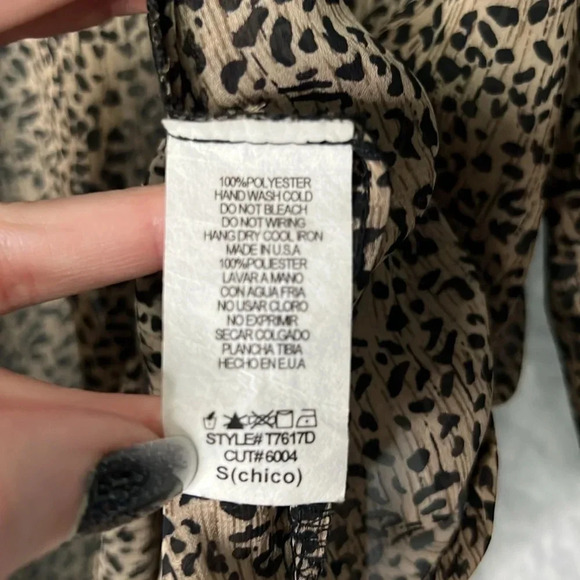 100%POLYESTER
HAND WASH COLD
DO NOT BLEACH
DO NOT WIRING
HANG DRY COOL IRON
MADE IN U.S.A
100%POLIESTER
LAVAR A MANO
CON AGUA FRIA
NO USAR CLORO
NO EXPRIMIR
SECAR COLGADO
PLANCHA TIBIA
HECHO EN E.U.A
STYLE# T7617D
CUT# 6004
S(chico)